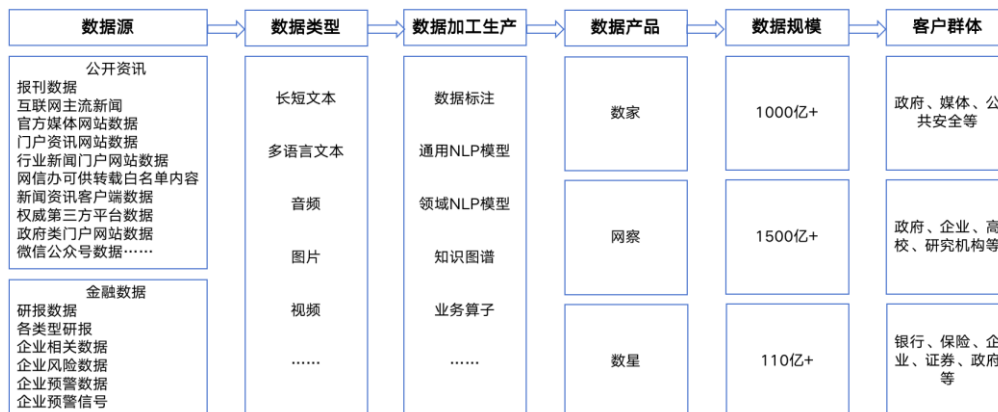 数据源
数据类型
数据加工生产
数据产品
数据规模
客户群体
公开资讯
报刊数据
互联网主流新闻
官方媒体网站数据
门户资讯网站数据
行业新闻门户网站数据
网信办可供转载白名单内容
新闻资讯客户端数据
权威第三方平台数据
政府类门户网站数据
微信公众号数据……
金融数据
研报数据
各类型研报
企业相关数据
企业风险数据
企业预警数据
企业预警信号
长短文本
多语言文本
音频
图片
视频
……
数据标注
通用NLP模型
领域NLP模型
知识图谱
业务算子
……
数家
网察
数星
1000亿+
1500亿+
110亿+
政府、媒体、公
共安全等
政府、企业、高
校、研究机构等
银行、保险、企
业、证券、政府
等